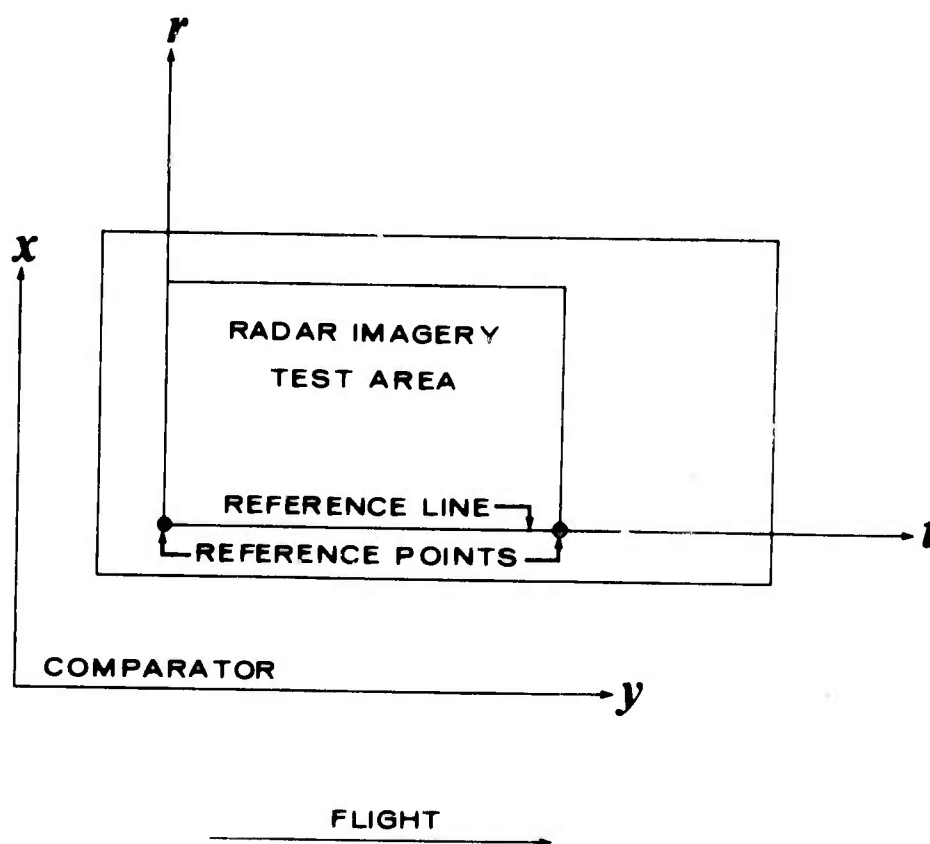 r
x
RADAR IMAGERY
TEST AREA
REFERENCE LINE
REFERENCE POINTS
t
COMPARATOR
y
FLIGHT